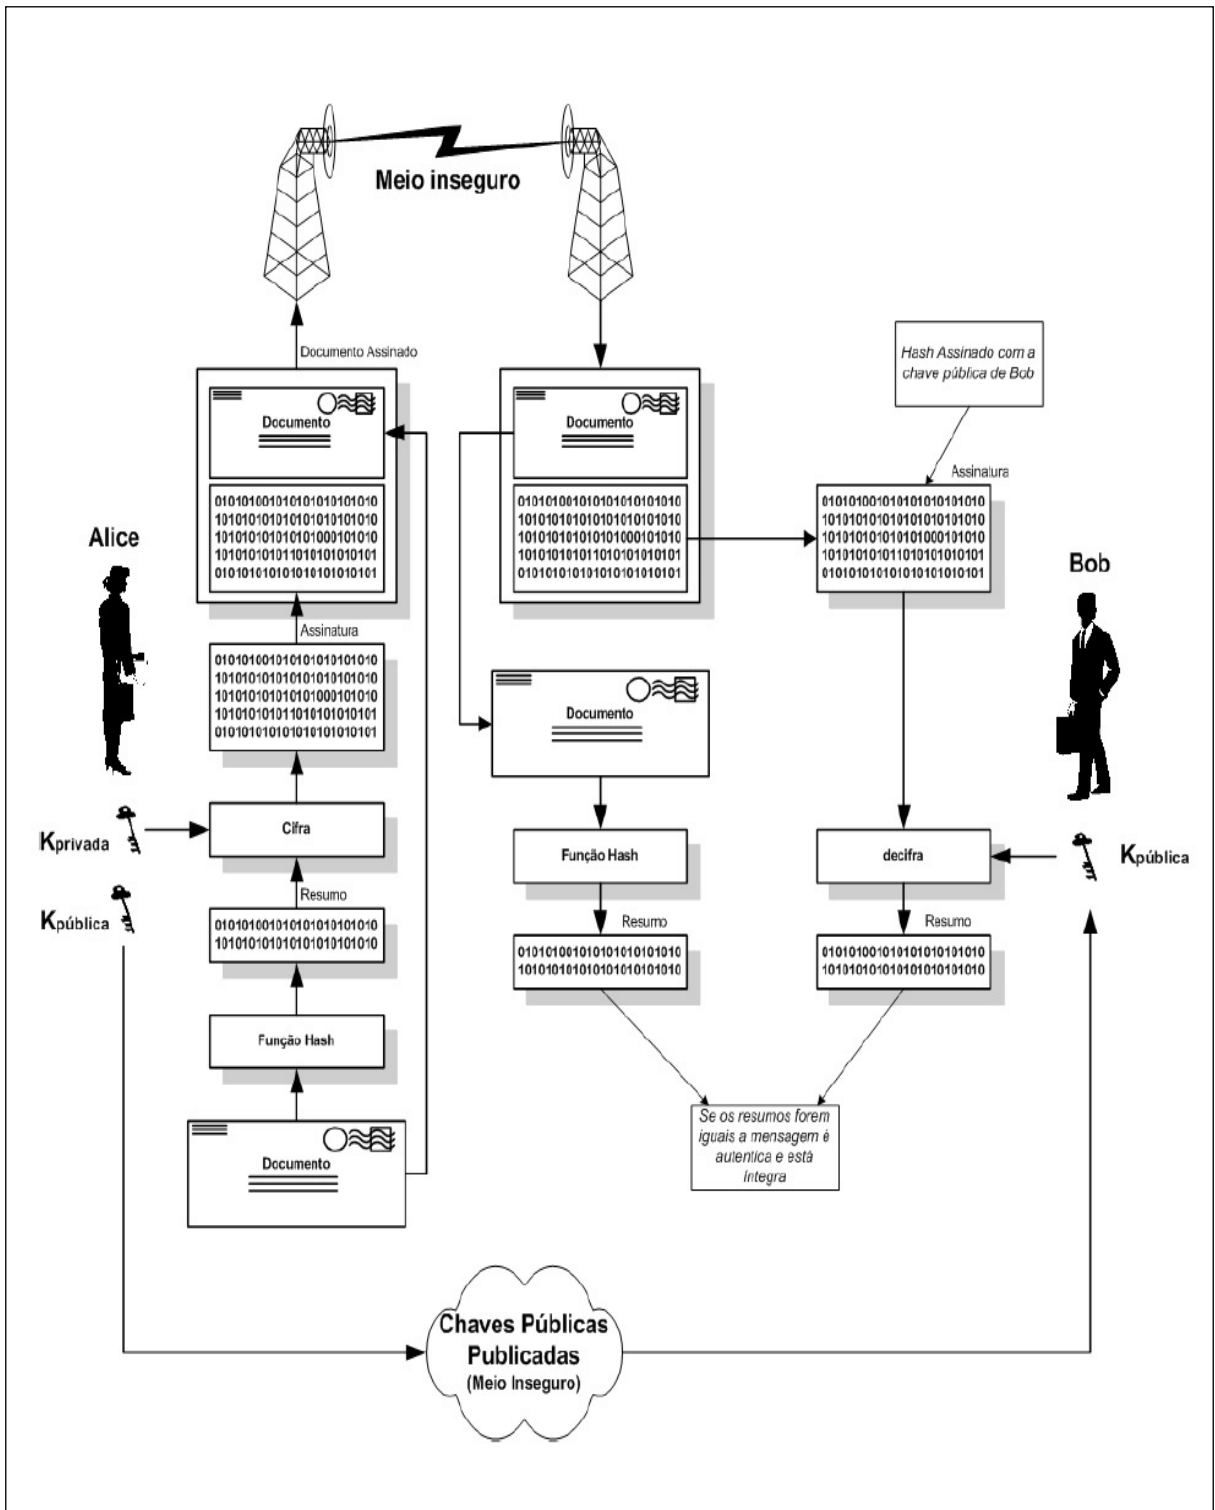 Meio inseguro
Documento Assinado
Hash Assinado com a
chave pública de Bob
Documento
010101001010101010101010
101010101010101010101010
101010101010101000101010
101010101011010101010101
010101010101010101010101
Documento
010101001010101010101010
101010101010101010101010
101010101010101000101010
101010101011010101010101
010101010101010101010101
Assinatura
010101001010101010101010
101010101010101010101010
101010101010101000101010
101010101011010101010101
010101010101010101010101
Alice
Bob
Assinatura
010101001010101010101010
101010101010101010101010
101010101010101000101010
101010101011010101010101
010101010101010101010101
Documento
Kprivada
Cifra
Função Hash
decifra
Kpública
Kpública
Resumo
010101001010101010101010
101010101010101010101010
Resumo
010101001010101010101010
101010101010101010101010
Resumo
010101001010101010101010
101010101010101010101010
Função Hash
Documento
Se os resumos forem
iguais a mensagem é
autentica e está
íntegra
Chaves Públicas
Publicadas
(Meio Inseguro)